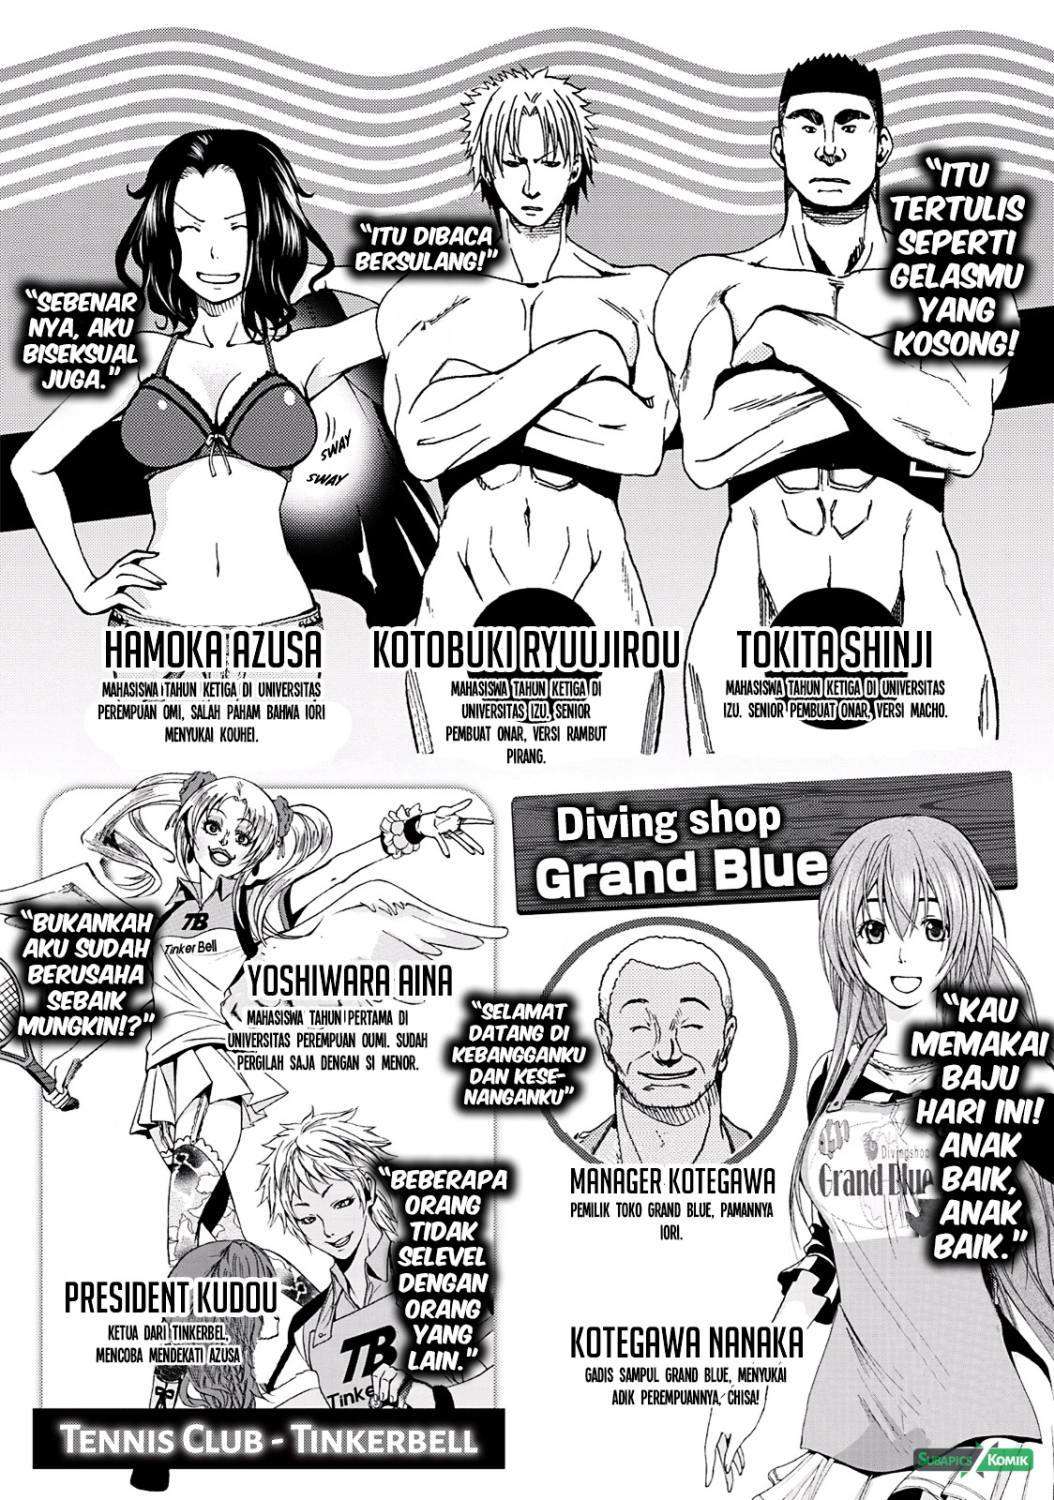 "SEBENAR
NYA, AKU
BISEKSUAL
JUGA."
"ITU DIBACA
BERSULANG!"
"ITU
TERTULIS
SEPERTI
GELASMU
YANG
KOSONG!
SWAY
SWAY
HAMOKA AZUSA
MAHASISWA TAHUN KETIGA DI UNIVERSITAS
PEREMPUAN OMI, SALAH PAHAM BAHWA IORI
MENYUKAI KOUHEI.
KOTOBUKI RYUUJIROU
MAHASISWA TAHUN KETIGA DI
UNIVERSITAS IZU. SENIOR
PEMBUAT ONAR, VERSI RAMBUT
PIRANG.
TOKITA SHINJI
MAHASISWA TAHUN KETIGA DI UNIVERSITAS
IZU. SENIOR PEMBUAT ONAR, VERSI MACHO.
TB
TinkerBell
"BUKANKAH
AKU SUDAH
BERUSAHA
SEBAIK
MUNGKIN!?"
YOSHIWARA AINA
MAHASISWA TAHUN PERTAMA DI
UNIVERSITAS PEREMPUAN OUMI. SUDAH
PERGILAH SAJA DENGAN SI MENOR.
"BEBERAPA
ORANG
TIDAK
SELEVEL
DENGAN
ORANG
YANG
LAIN."
PRESIDENT KUDOU
KETUA DARI TINKERBEL,
MENCOBA MENDEKATI AZUSA
TB
TinkerBell
TENNIS CLUB - TINKERBELL
Diving shop
Grand Blue
"SELAMAT
DATANG DI
KEBANGGANKU
DAN KESE-
NANGANKU"
MANAGER KOTEGAWA
PEMILIK TOKO GRAND BLUE, PAMANNYA
IORI.
"KAU
MEMAKAI
BAJU
HARI INI!
ANAK
BAIK,
ANAK
BAIK."
Divingshop
Grand Blue
KOTEGAWA NANAKA
GADIS SAMPUL GRAND BLUE, MENYUKAI
ADIK PEREMPUANNYA, CHISA!
SUBAPICS KOMIK